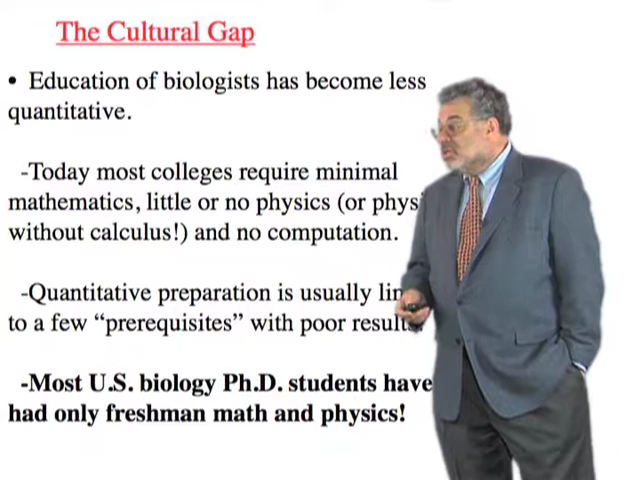 The Cultural Gap
• Education of biologists has become less
quantitative.
-Today most colleges require minimal
mathematics, little or no physics (or
without calculus!) and no computation.
-Quantitative preparation is usually
to a few “prerequisites” with poor results
-Most U.S. biology Ph.D. students have
had only freshman math and physics!